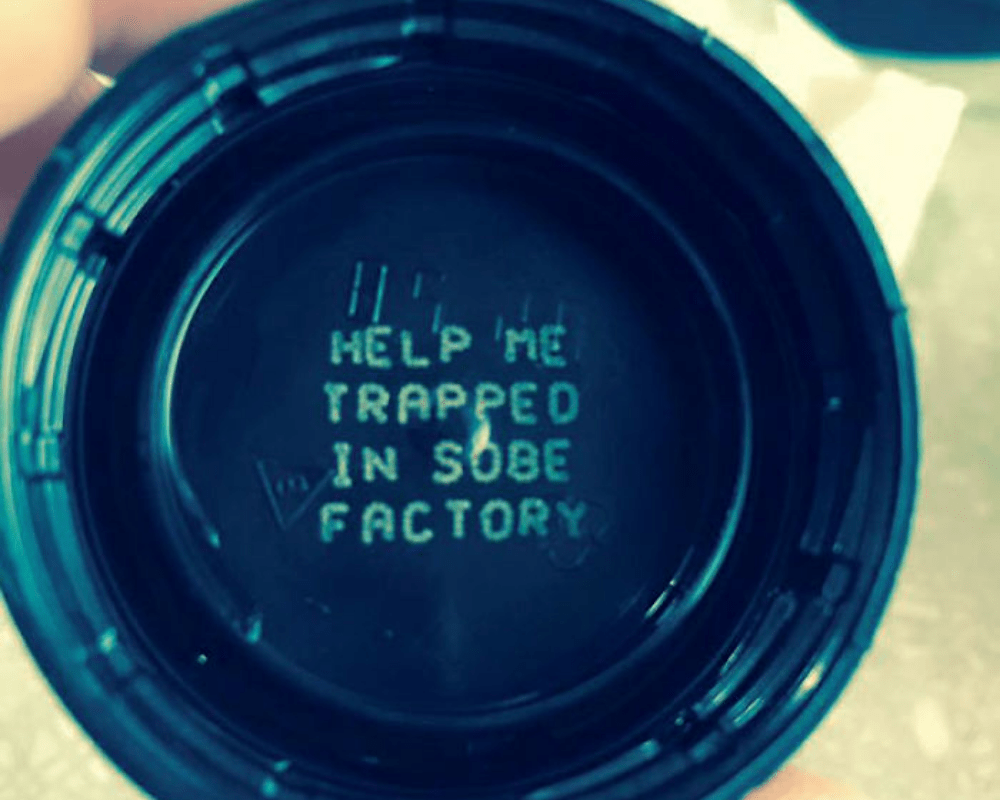 HELP ME
TRAPPED
IN SOBE
FACTORY